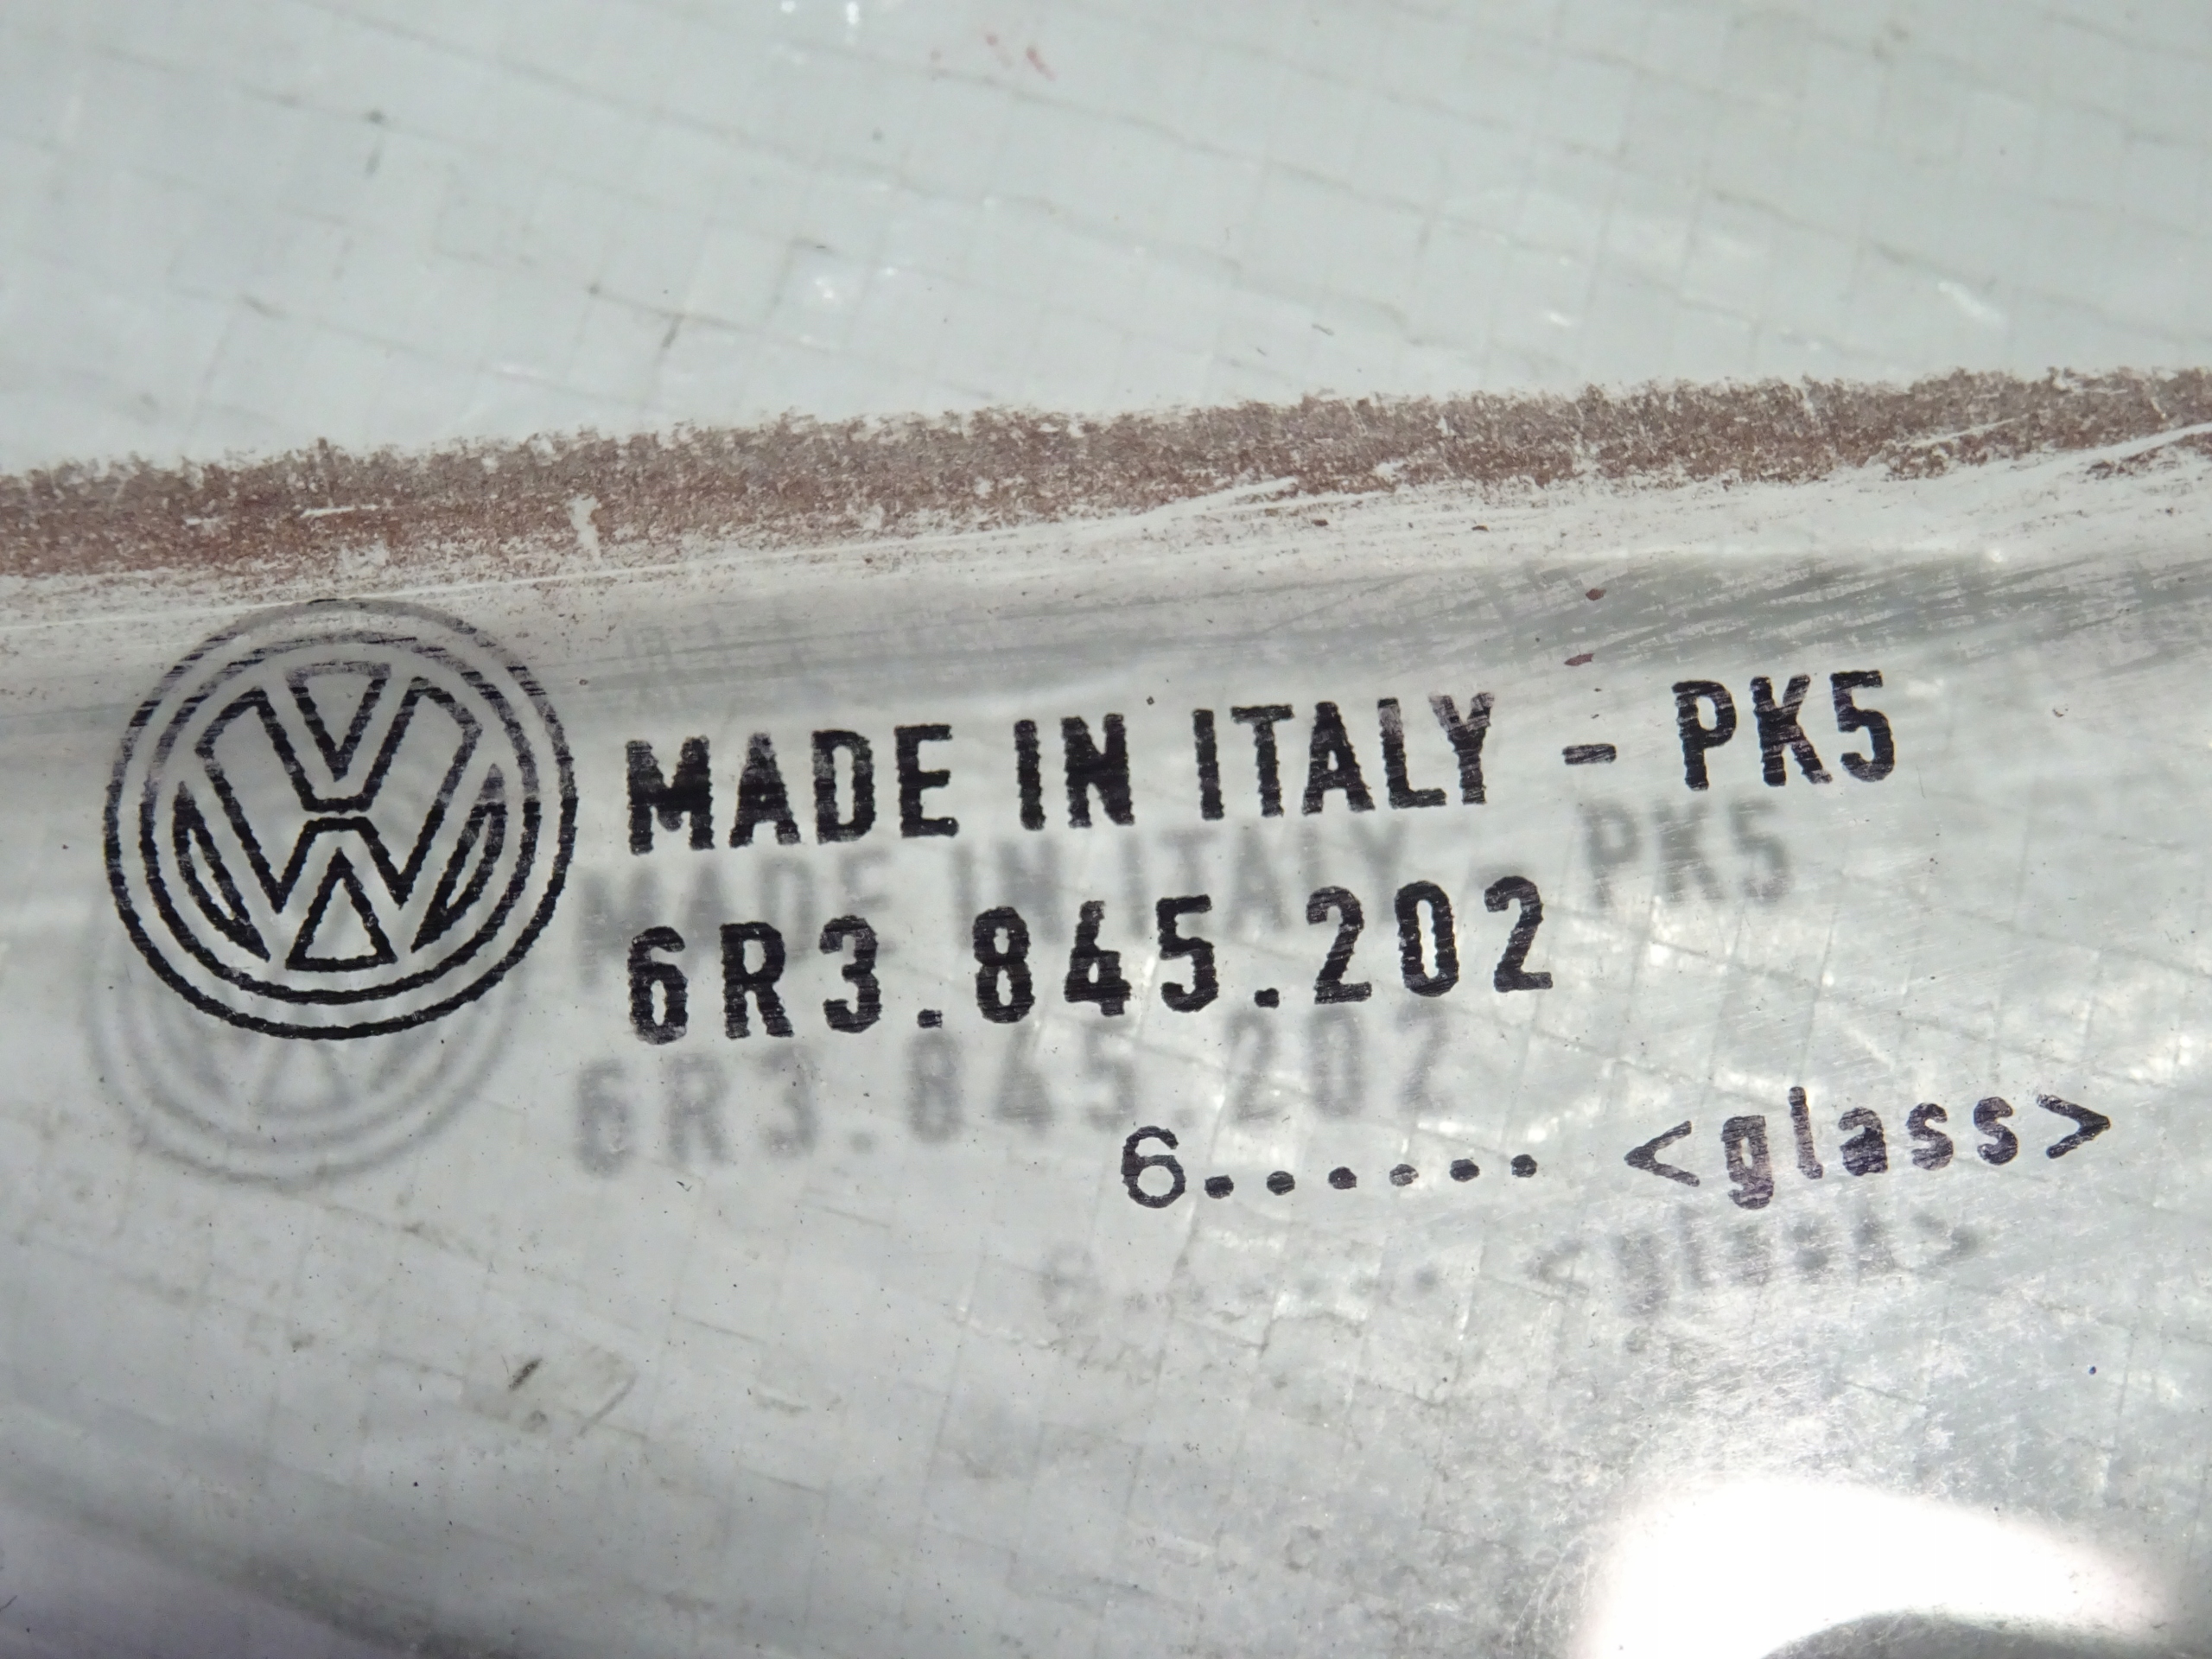 MADE IN ITALY - PK5
6R3.845.202
6...... <glass>